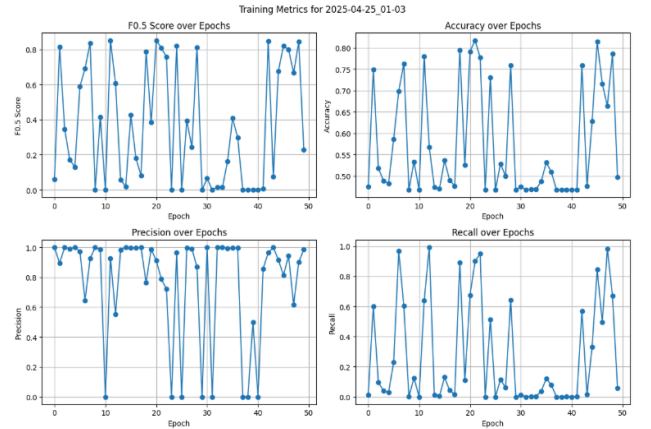 Training Metrics for 2025-04-25_01-03
F0.5 Score over Epochs
F0.5 Score
0.8
0.6
0.4
0.2
0.0
0 10 20 30 40 50
Epoch
Accuracy over Epochs
Accuracy
0.80
0.75
0.70
0.65
0.60
0.55
0.50
0 10 20 30 40 50
Epoch
Precision over Epochs
Precision
1.0
0.8
0.6
0.4
0.2
0.0
0 10 20 30 40 50
Epoch
Recall over Epochs
Recall
1.0
0.8
0.6
0.4
0.2
0.0
0 10 20 30 40 50
Epoch